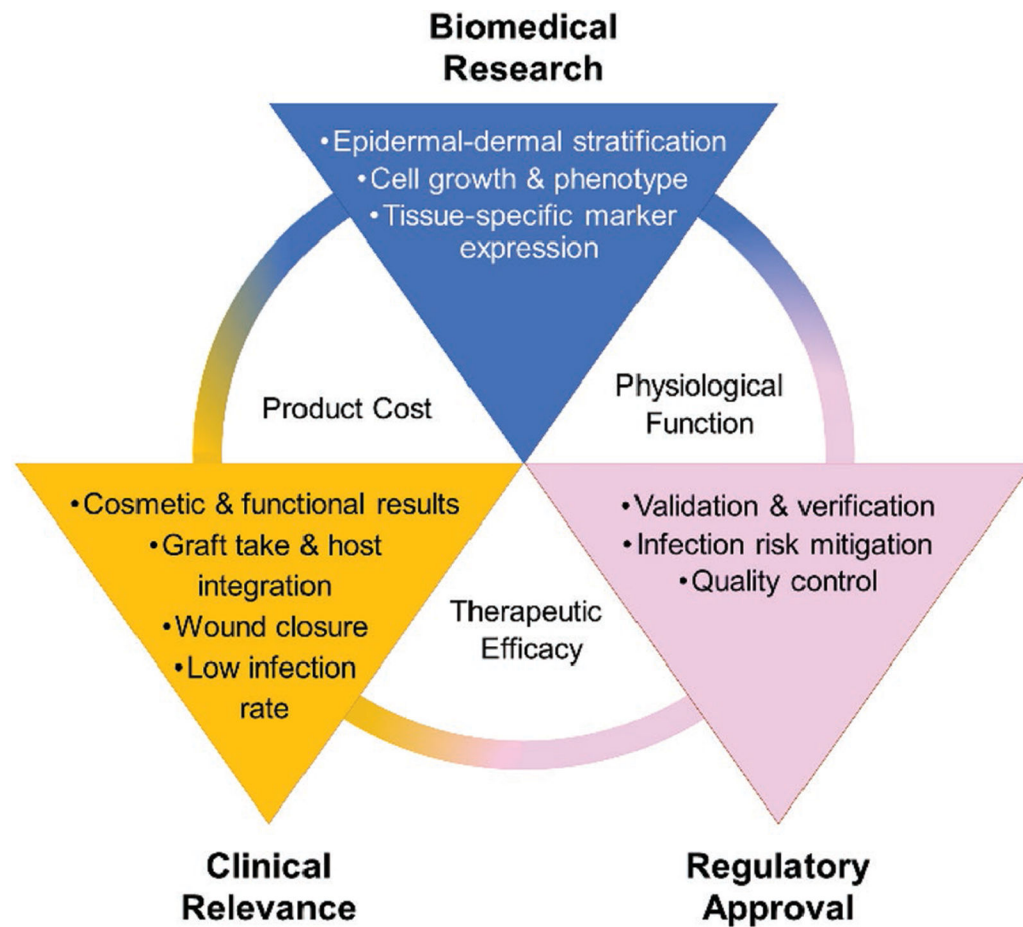 Biomedical
Research
•Epidermal-dermal stratification
•Cell growth & phenotype
•Tissue-specific marker
expression
Product Cost
Physiological
Function
•Cosmetic & functional results
•Graft take & host
integration
•Wound closure
•Low infection
rate
Therapeutic
Efficacy
•Validation & verification
•Infection risk mitigation
•Quality control
Clinical
Relevance
Regulatory
Approval